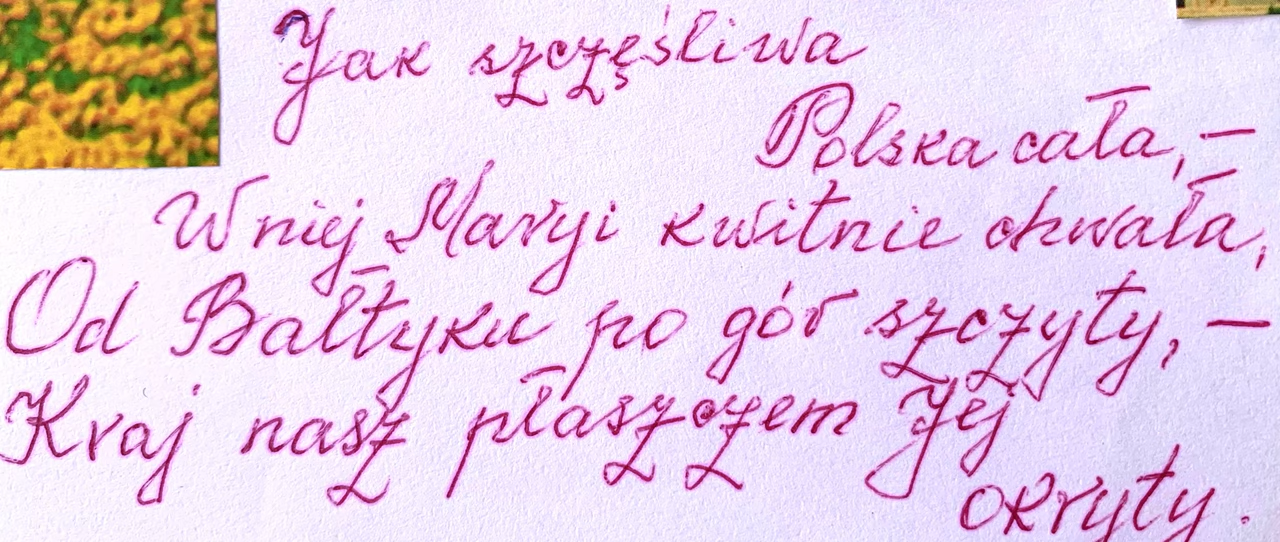 Jak szczęśliwa
Polska cała, –
W niej Maryi kwitnie chwała,
Od Bałtyku po gór szczyty, –
Kraj nasz płaszczem Jej
okryty.